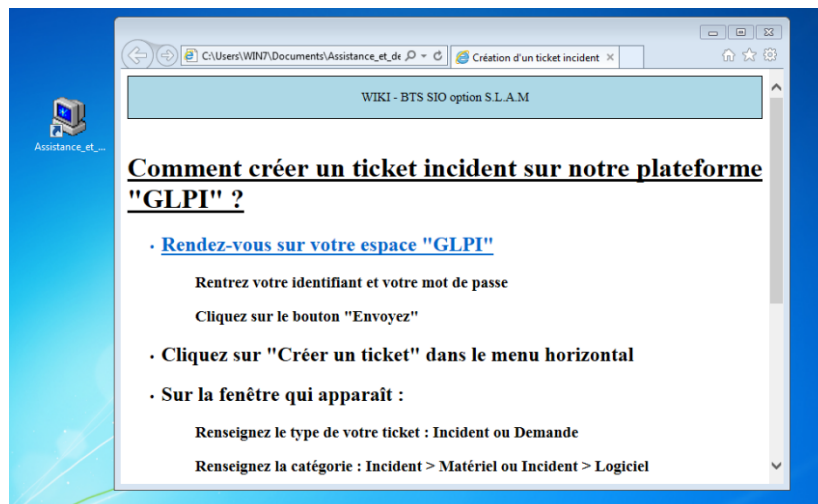 C:\Users\WIN7\Documents\Assistance_et_de
Création d'un ticket incident
WIKI - BTS SIO option S.L.A.M
Assistance_et_...
Comment créer un ticket incident sur notre plateforme
"GLPI" ?
· Rendez-vous sur votre espace "GLPI"
Rentrez votre identifiant et votre mot de passe
Cliquez sur le bouton "Envoyez"
· Cliquez sur "Créer un ticket" dans le menu horizontal
· Sur la fenêtre qui apparaît :
Renseignez le type de votre ticket : Incident ou Demande
Renseignez la catégorie : Incident > Matériel ou Incident > Logiciel